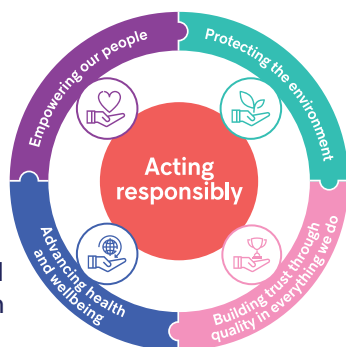 Empowering our people
Protecting the environment
Acting
responsibly
Advancing health
and wellbeing
Building trust through
quality in everything we do